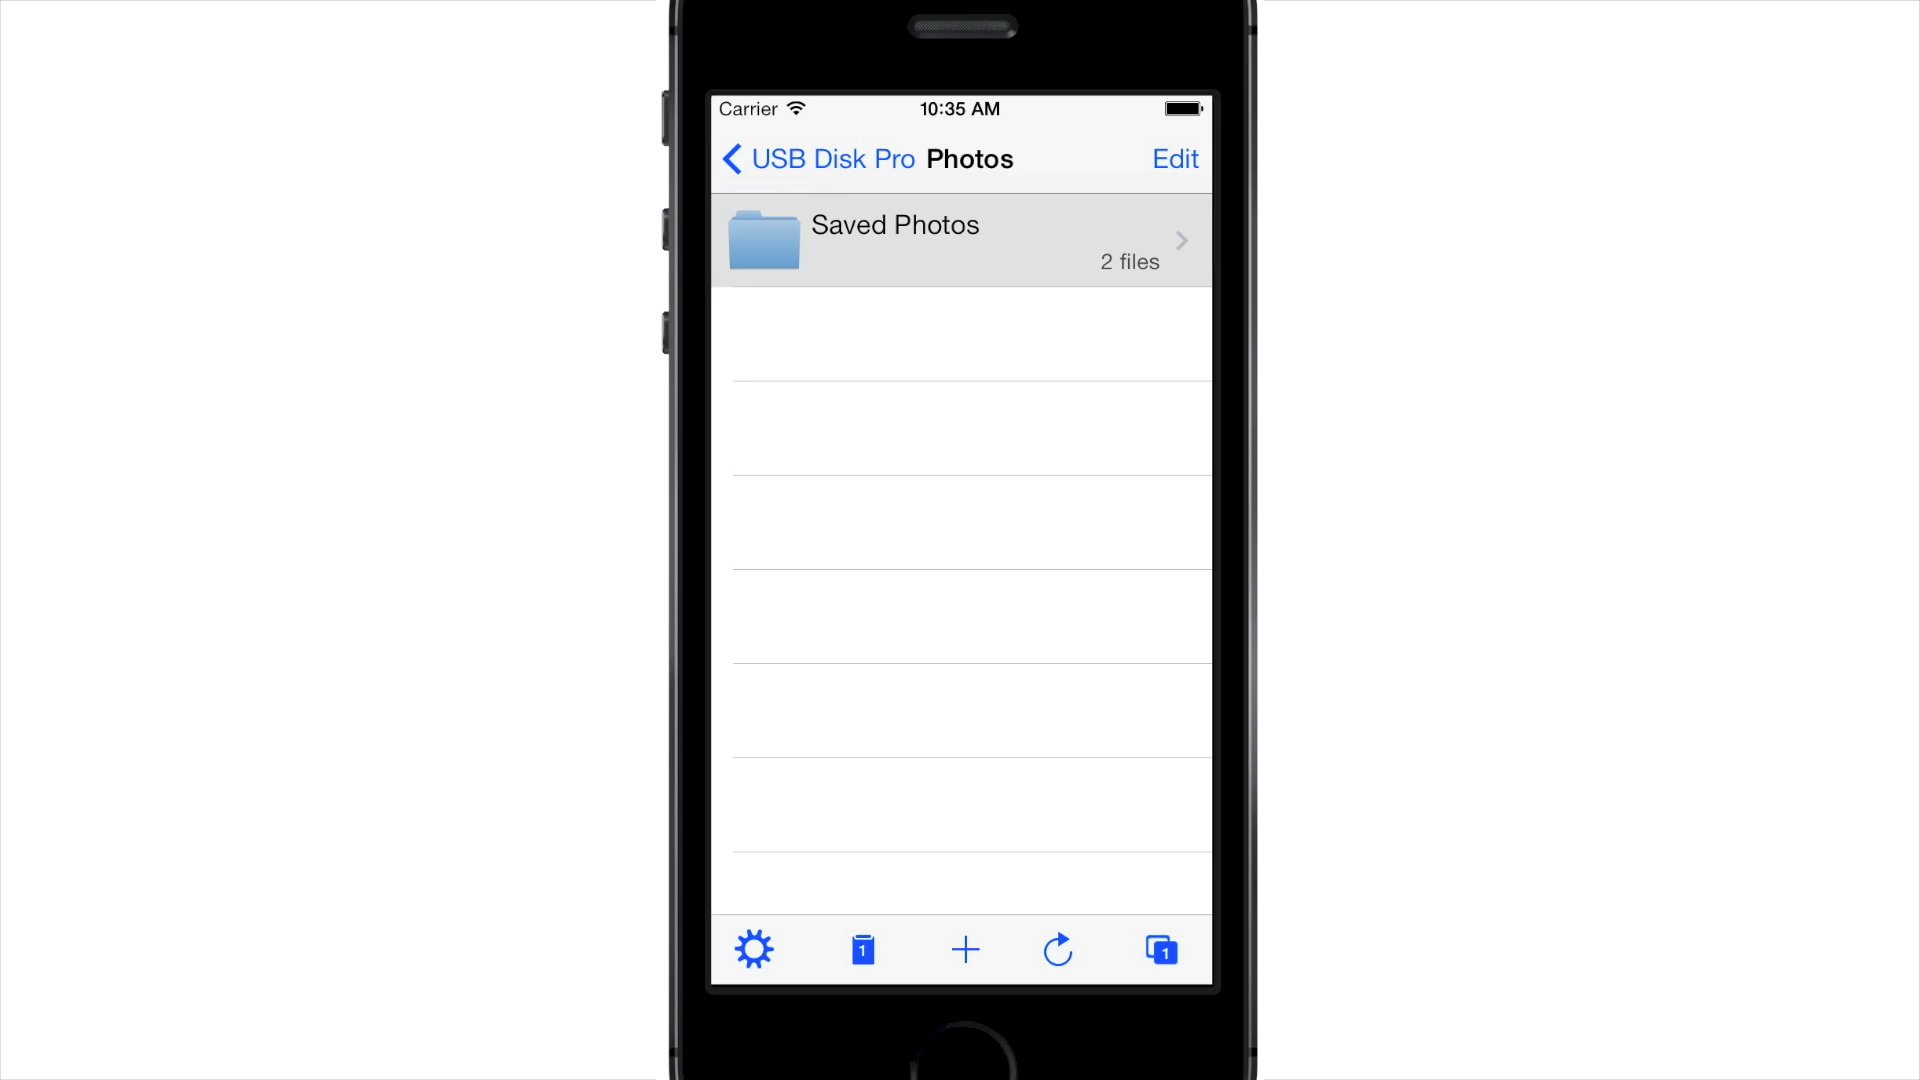 Carrier 10:35 AM
USB Disk Pro Photos Edit
Saved Photos
2 files
1 1